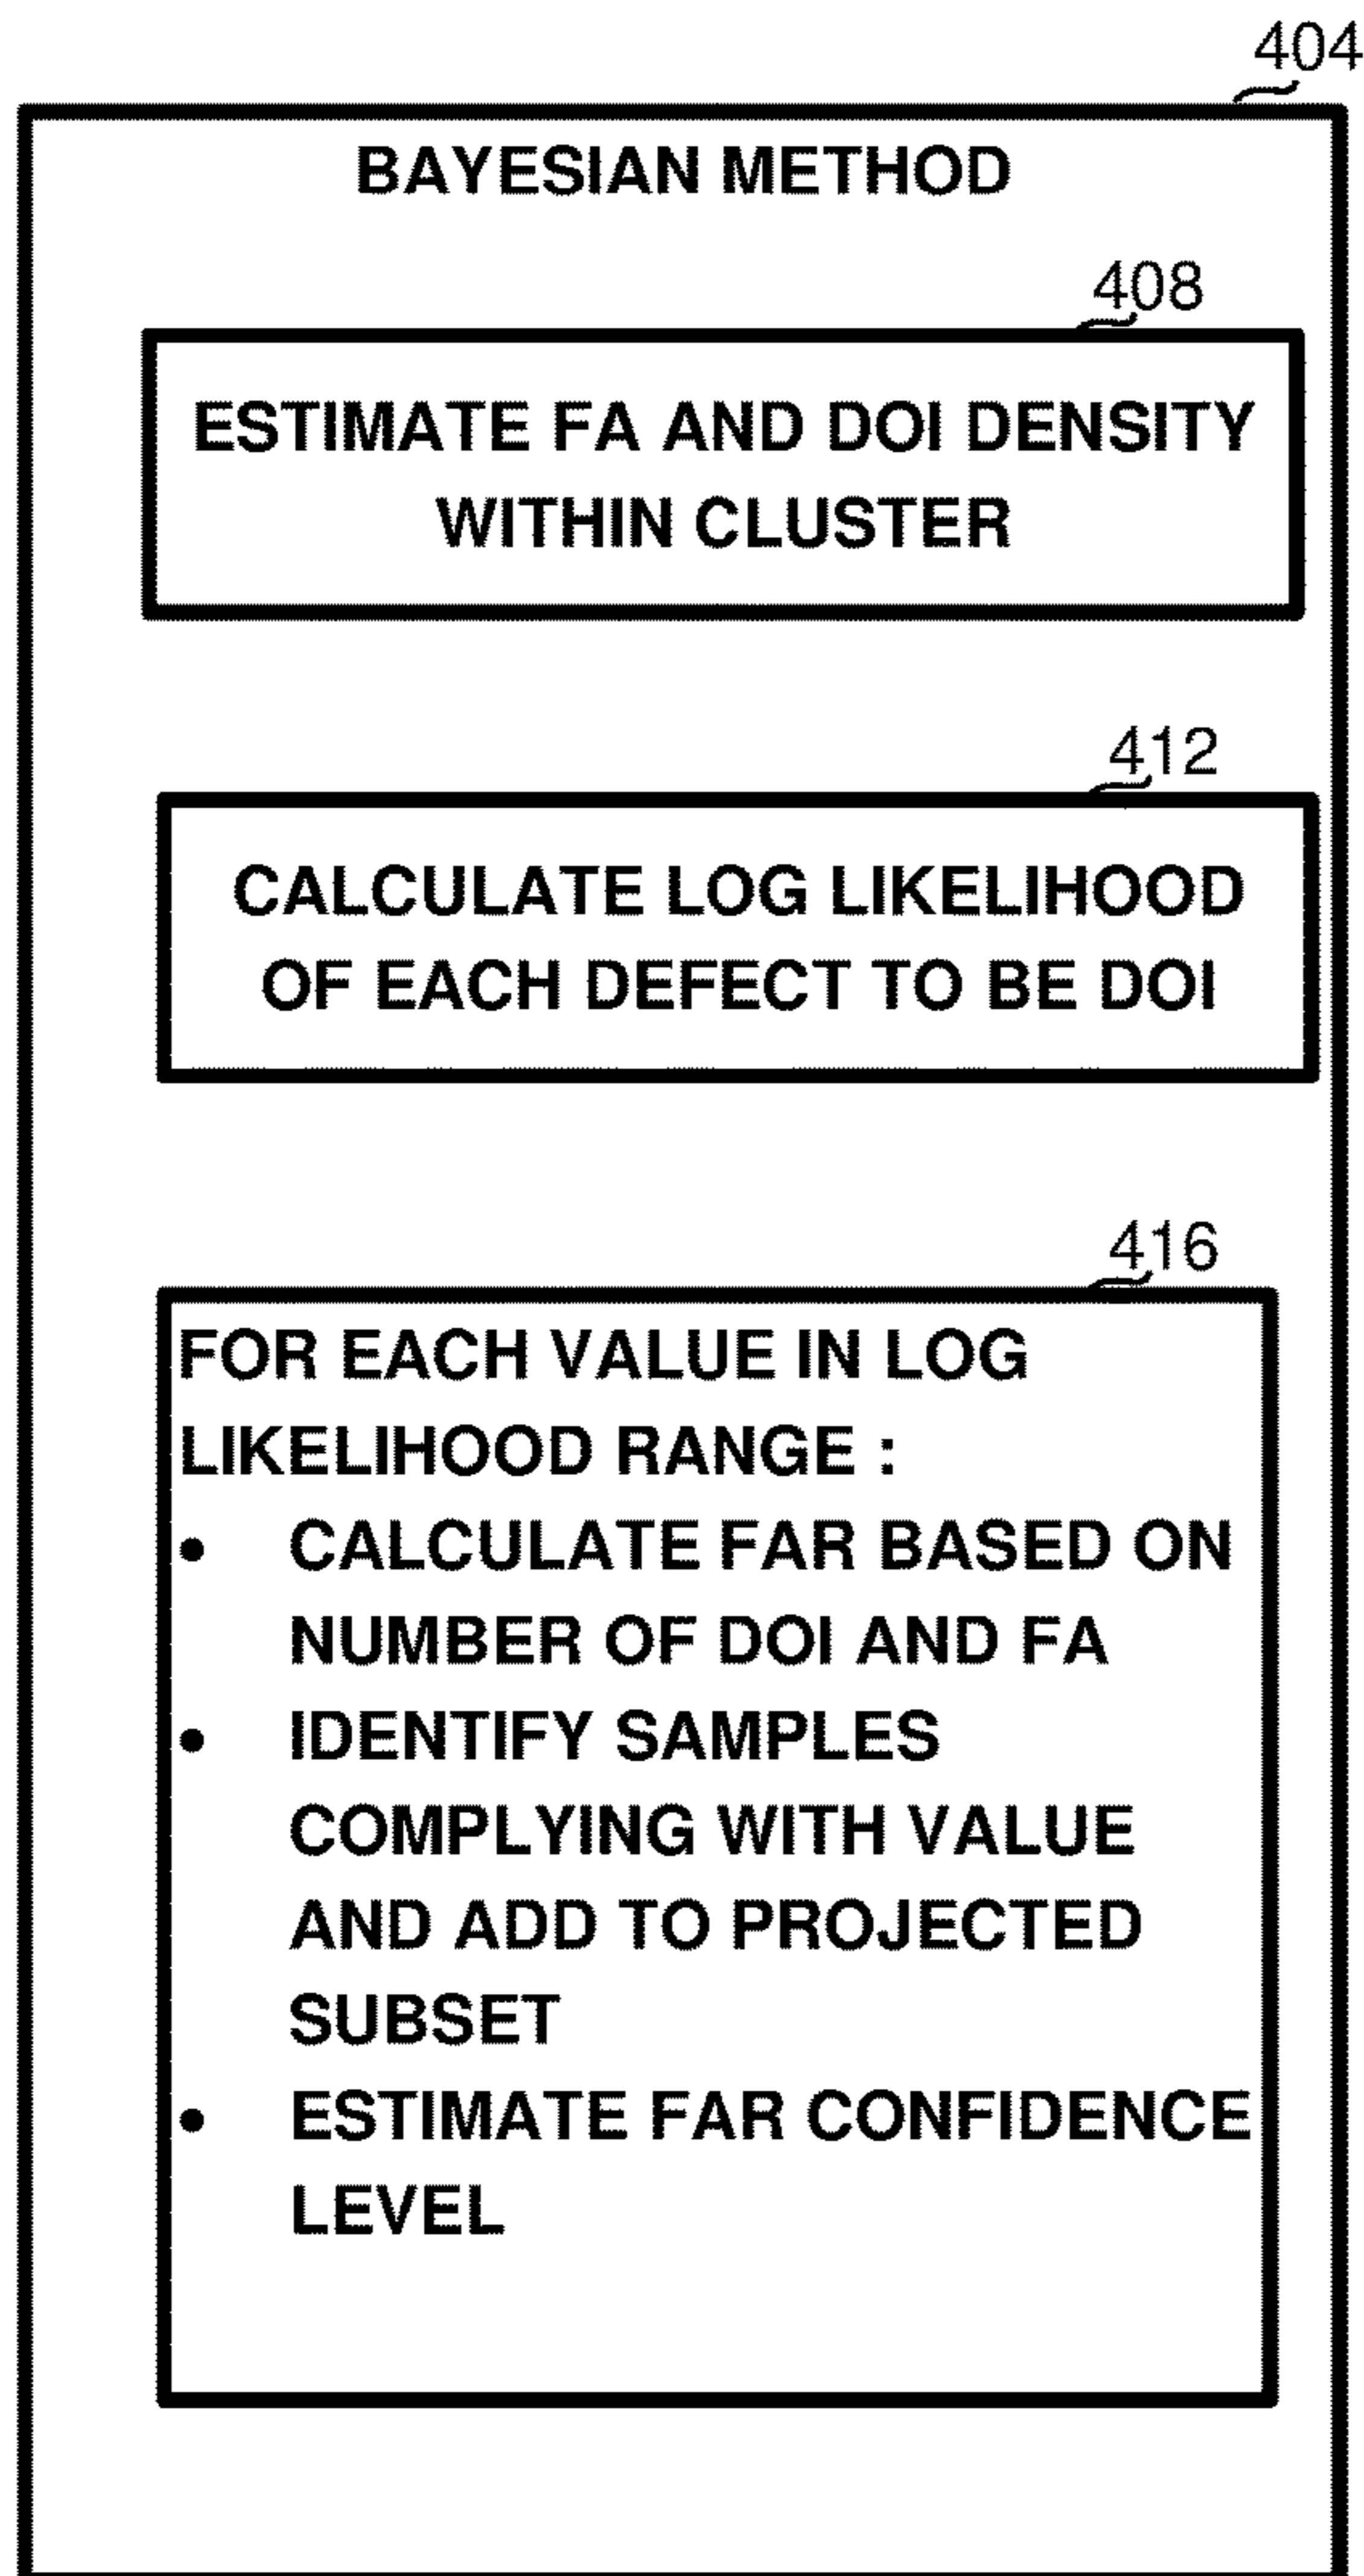 404
BAYESIAN METHOD
408
ESTIMATE FA AND DOI DENSITY
WITHIN CLUSTER
412
CALCULATE LOG LIKELIHOOD
OF EACH DEFECT TO BE DOI
416
FOR EACH VALUE IN LOG
LIKELIHOOD RANGE :
• CALCULATE FAR BASED ON
NUMBER OF DOI AND FA
• IDENTIFY SAMPLES
COMPLYING WITH VALUE
AND ADD TO PROJECTED
SUBSET
• ESTIMATE FAR CONFIDENCE
LEVEL